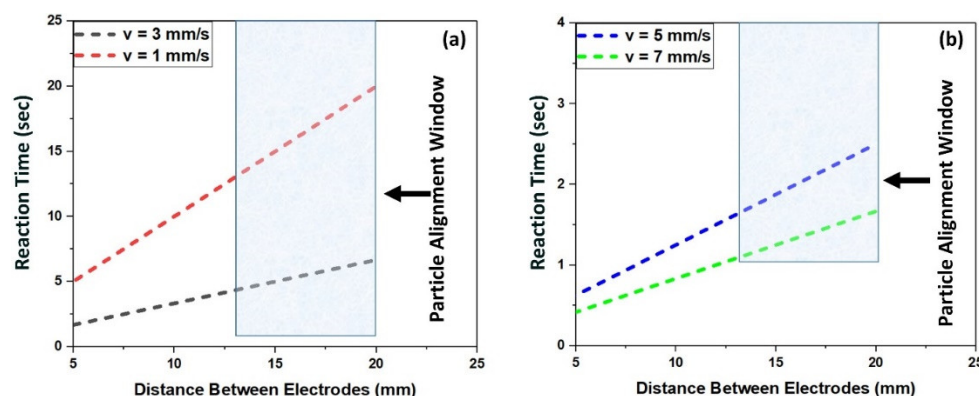 (a)
v = 3 mm/s
v = 1 mm/s
25
20
15
10
5
0
Reaction Time (sec)
5
10
15
20
25
Distance Between Electrodes (mm)
Particle Alignment Window
(b)
v = 5 mm/s
v = 7 mm/s
4
3
2
1
0
Reaction Time (sec)
5
10
15
20
25
Distance Between Electrodes (mm)
Particle Alignment Window